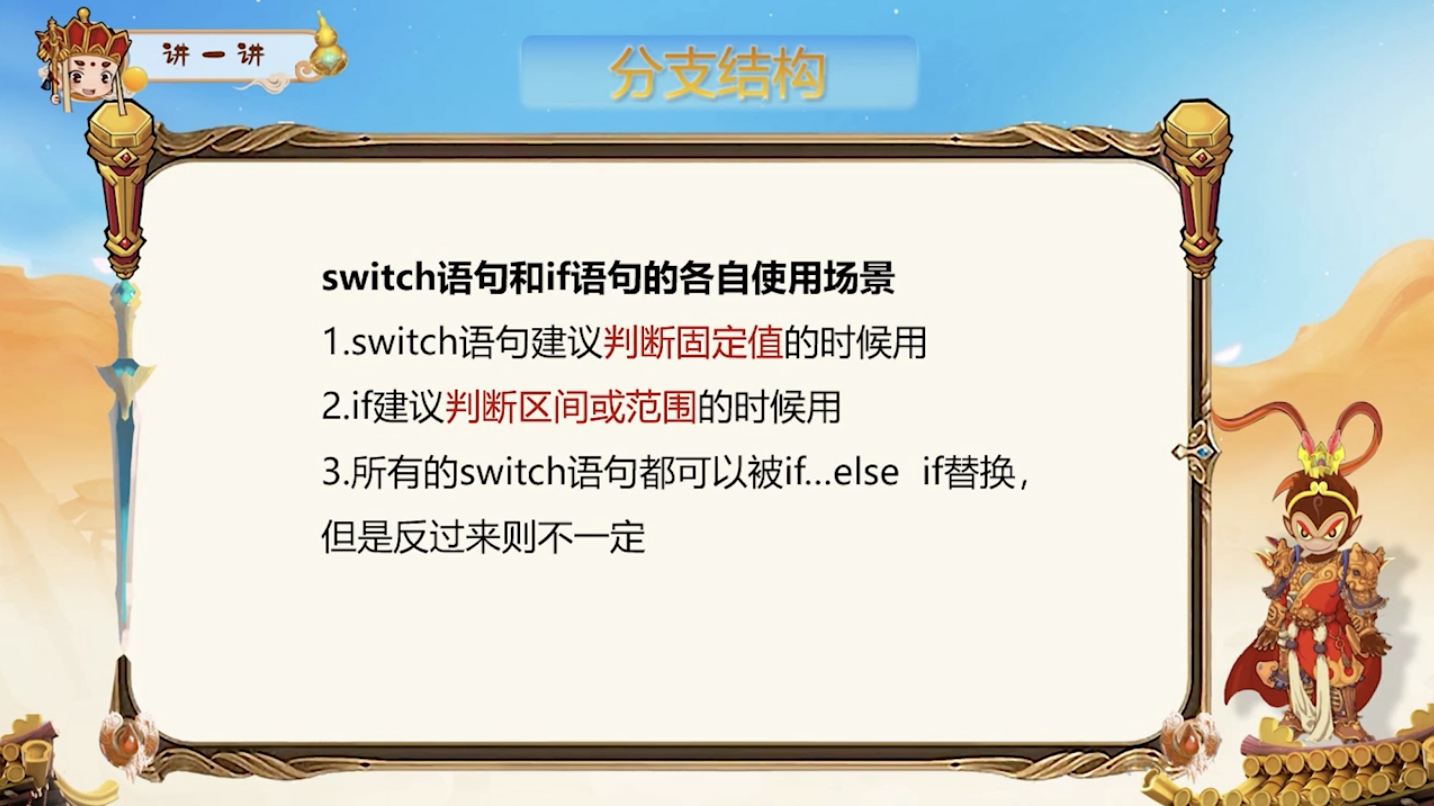 讲一讲
分支结构
switch语句和if语句的各自使用场景
1.switch语句建议判断固定值的时候用
2.if建议判断区间或范围的时候用
3.所有的switch语句都可以被if...else  if替换，
但是反过来则不一定